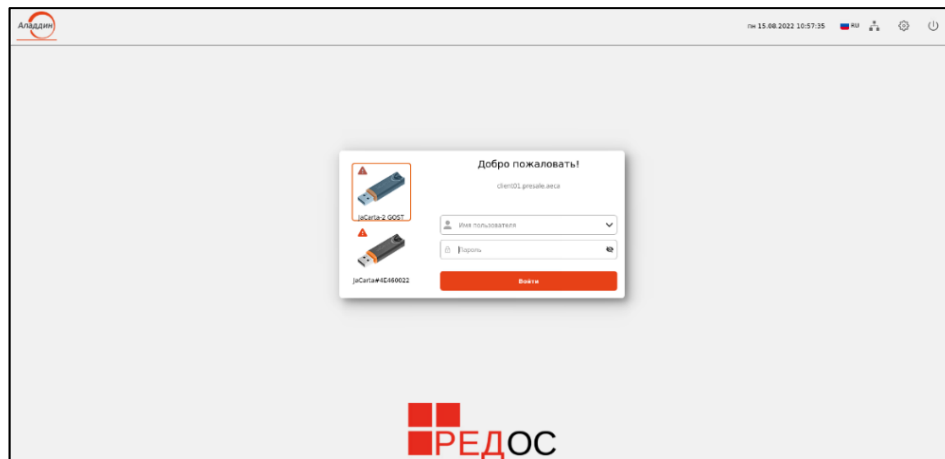 Аладдин
пн 15.08.2022 10:57:35
RU
Добро пожаловать!
client01.presale.aeca
JaCarta-2 GOST
Имя пользователя
Пароль
JaCarta#4E460022
Войти
РЕДОС